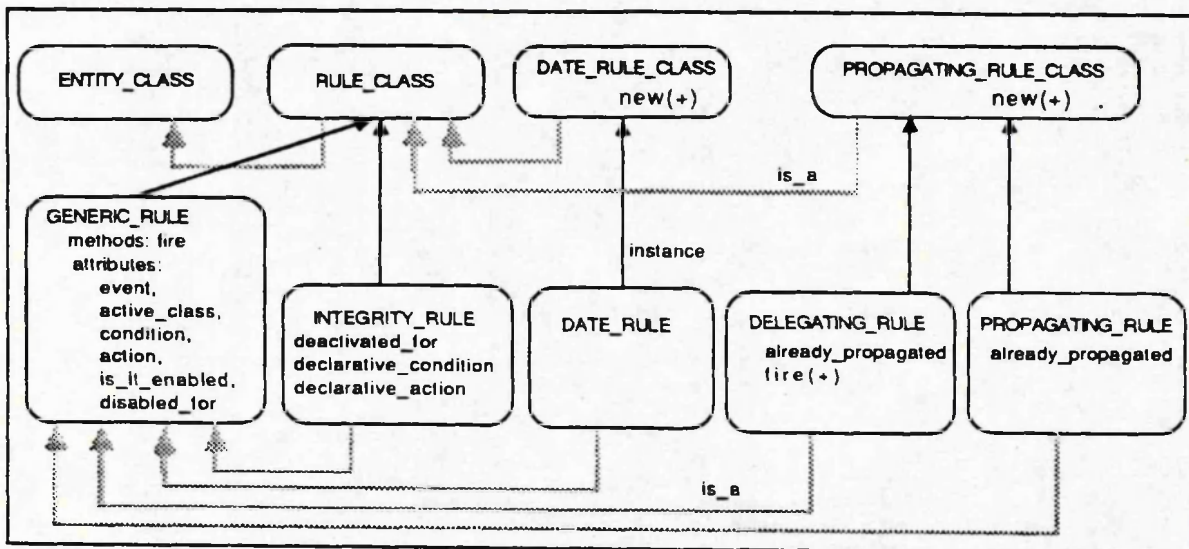 ENTITY_CLASS
RULE_CLASS
DATE_RULE_CLASS
new(+)
PROPAGATING_RULE_CLASS
new(+)
is_a
GENERIC_RULE
methods: fire
attributes:
event,
active_class,
condition,
action,
is_it_enabled,
disabled_for
instance
INTEGRITY_RULE
deactivated_for
declarative_condition
declarative_action
DATE_RULE
DELEGATING_RULE
already_propagated
fire(+)
PROPAGATING_RULE
already_propagated
is_a